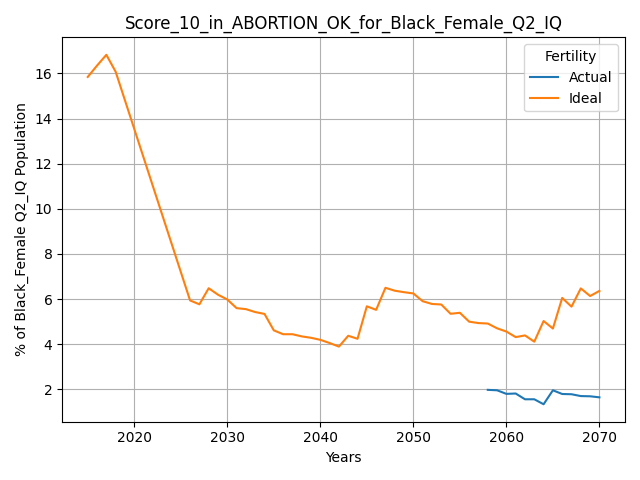 Score_10_in_ABORTION_OK_for_Black_Female_Q2_IQ
Fertility
Actual
Ideal
% of Black_Female Q2_IQ Population
16
14
12
10
8
6
4
2
2020 2030 2040 2050 2060 2070
Years